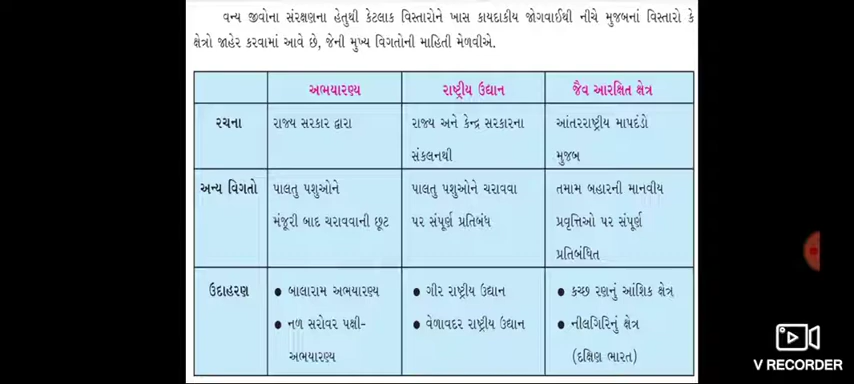 વન્ય જીવોના સંરક્ષણના હેતુથી કેટલાક વિસ્તારોને ખાસ કાયદાકીય જોગવાઈથી નીચે મુજબનાં વિસ્તારો કે
ક્ષેત્રો જાહેર કરવામાં આવે છે, જેની મુખ્ય વિગતોની માહિતી મેળવીએ.
અભયારણ્ય રાષ્ટ્રીય ઉદ્યાન જૈવ આરક્ષિત ક્ષેત્ર
રચના રાજ્ય સરકાર દ્વારા રાજ્ય અને કેન્દ્ર સરકારના આંતરરાષ્ટ્રીય માપદંડો
સંકલનથી મુજબ
અન્ય વિગતો પાલતુ પશુઓને પાલતુ પશુઓને ચરાવવા તમામ બહારની માનવીય
મંજૂરી બાદ ચરાવવાની છૂટ પર સંપૂર્ણ પ્રતિબંધ પ્રવૃત્તિઓ પર સંપૂર્ણ
પ્રતિબંધિત
ઉદાહરણ • બાલારામ અભયારણ્ય • ગીર રાષ્ટ્રીય ઉદ્યાન • કચ્છ રણનું આંશિક ક્ષેત્ર
• નળ સરોવર પક્ષી- • વેળાવદર રાષ્ટ્રીય ઉદ્યાન • નીલગિરિનું ક્ષેત્ર
અભયારણ્ય (દક્ષિણ ભારત)
V RECORDER